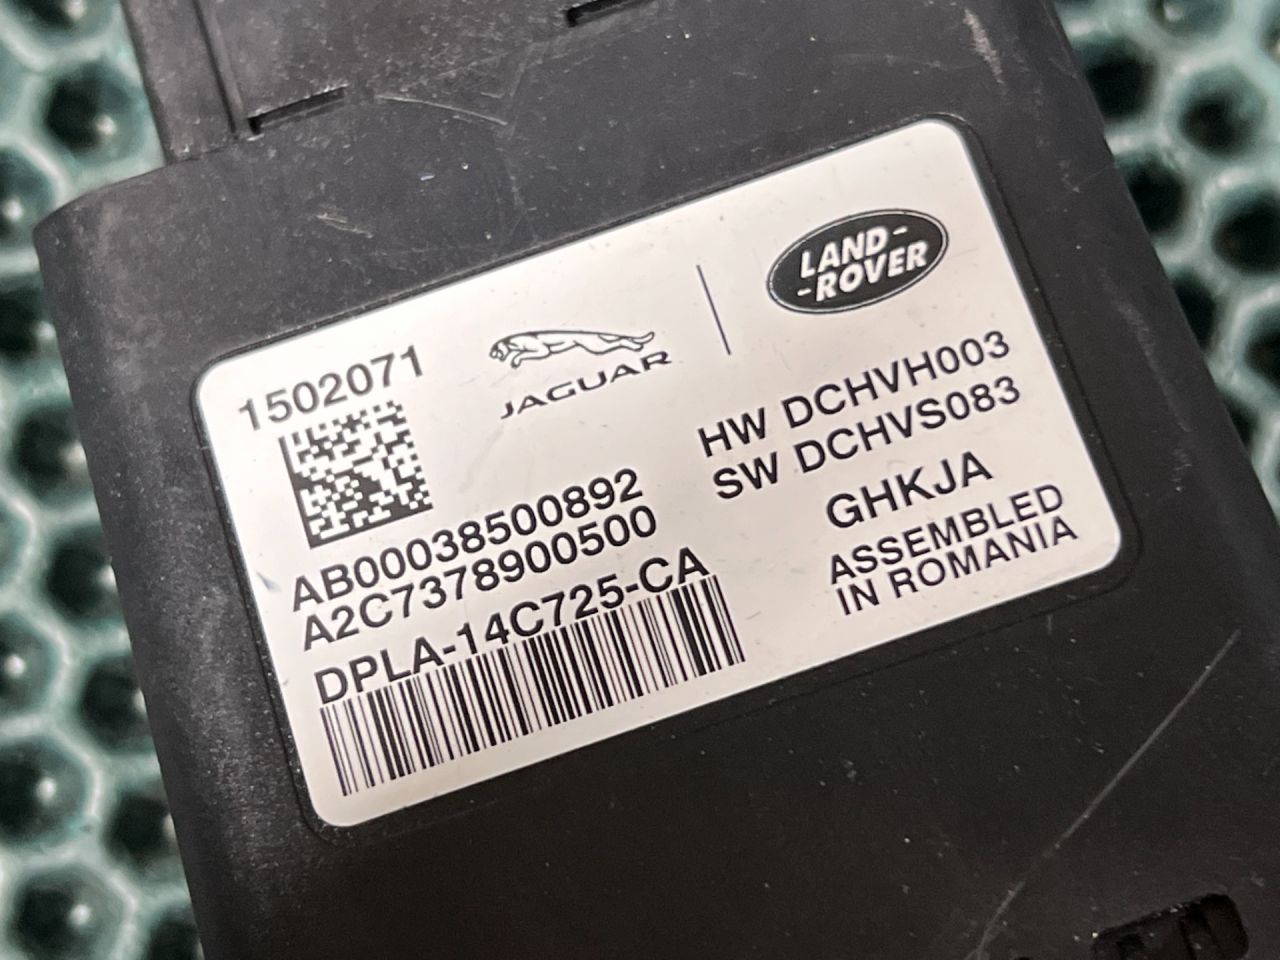 1502071
JAGUAR
LAND-
-ROVER
HW DCHVH003
SW DCHVS083
GHKJA
ASSEMBLED
IN ROMANIA
AB00038500892
A2C7378900500
DPLA-14C725-CA